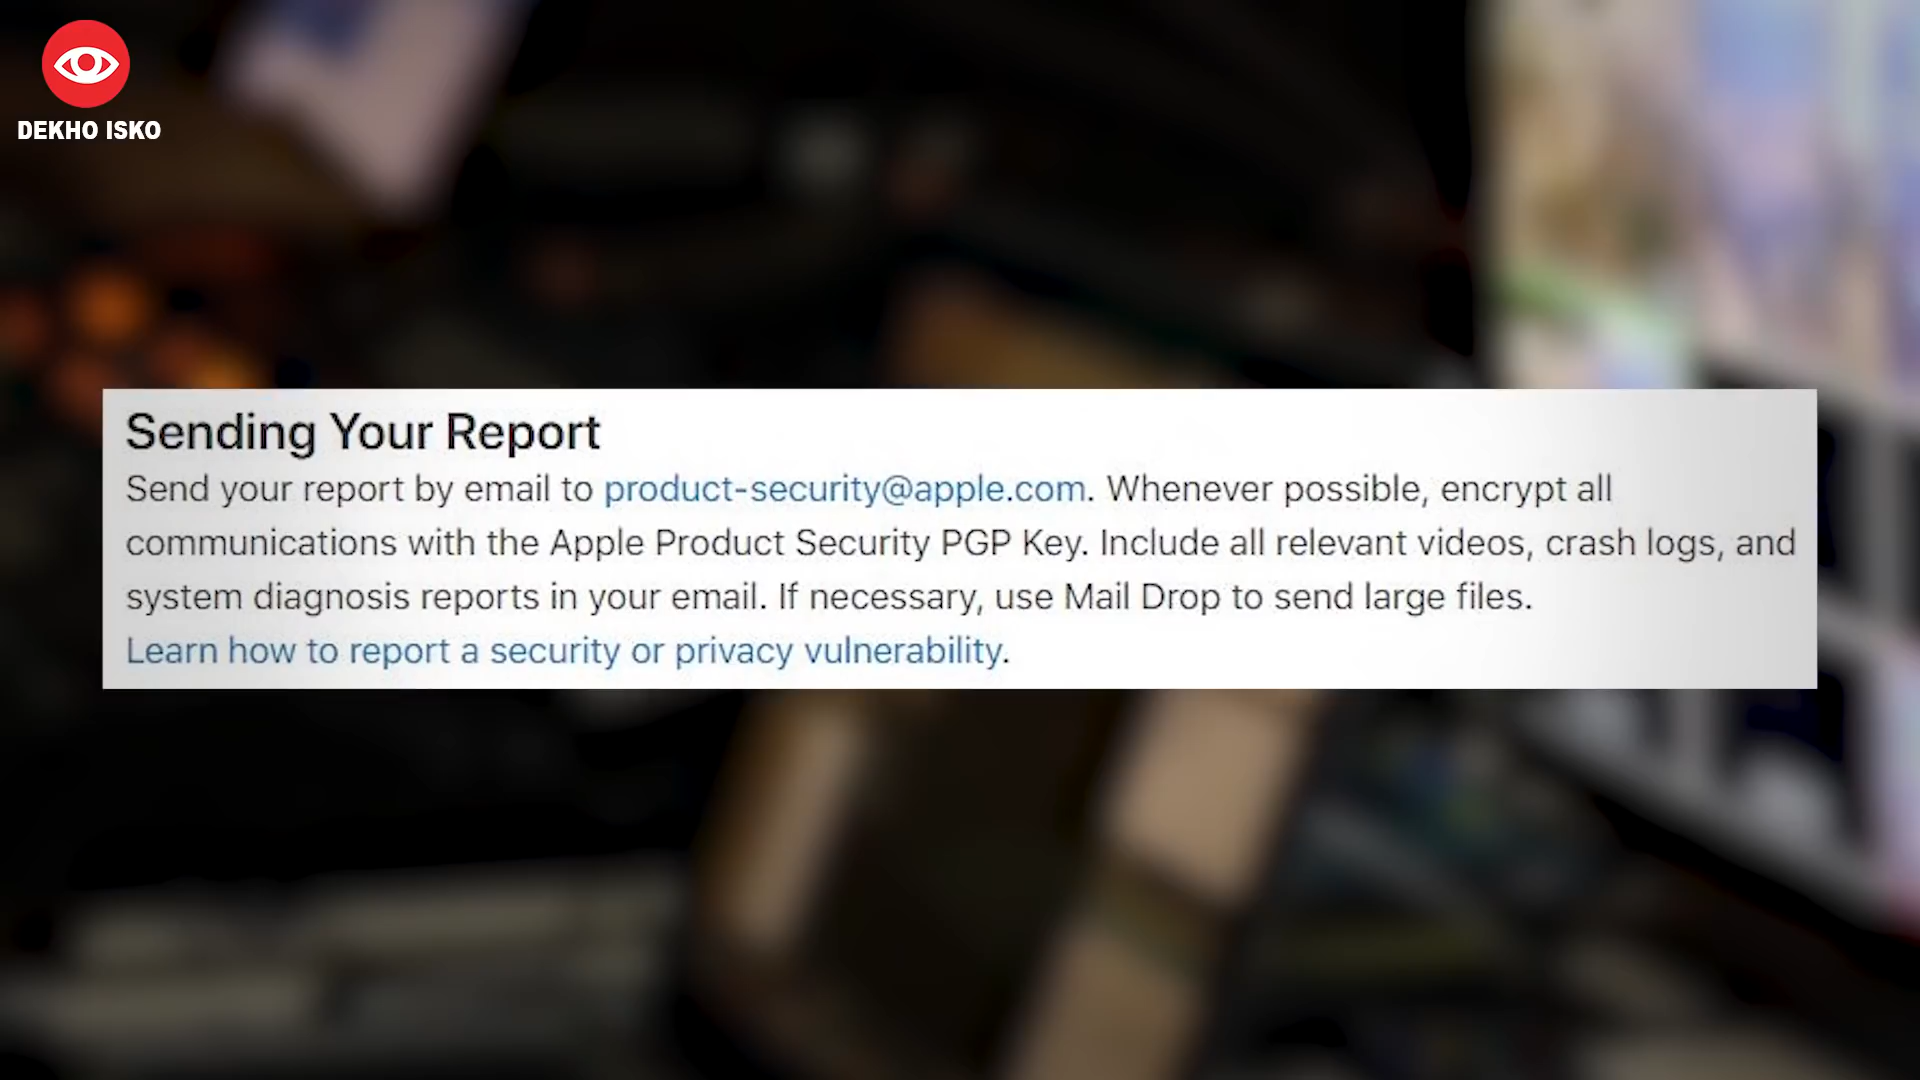 DEKHO ISKO
Sending Your Report
Send your report by email to product-security@apple.com. Whenever possible, encrypt all
communications with the Apple Product Security PGP Key. Include all relevant videos, crash logs, and
system diagnosis reports in your email. If necessary, use Mail Drop to send large files.
Learn how to report a security or privacy vulnerability.